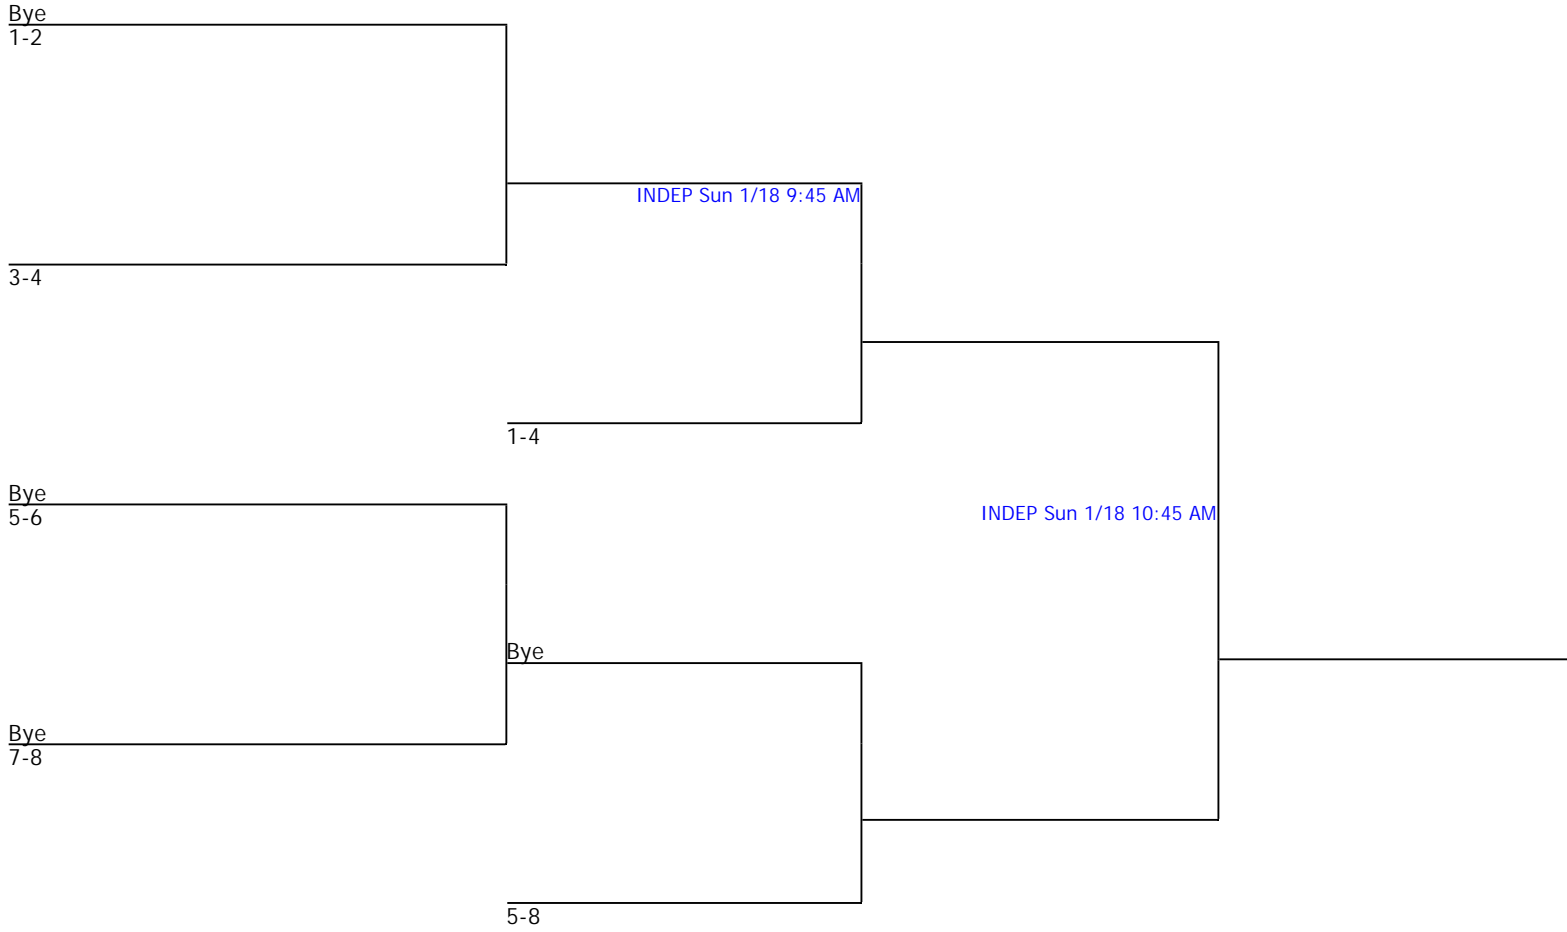 Bye
1-2
INDEP Sun 1/18 9:45 AM
3-4
1-4
Bye
5-6
INDEP Sun 1/18 10:45 AM
Bye
Bye
7-8
5-8